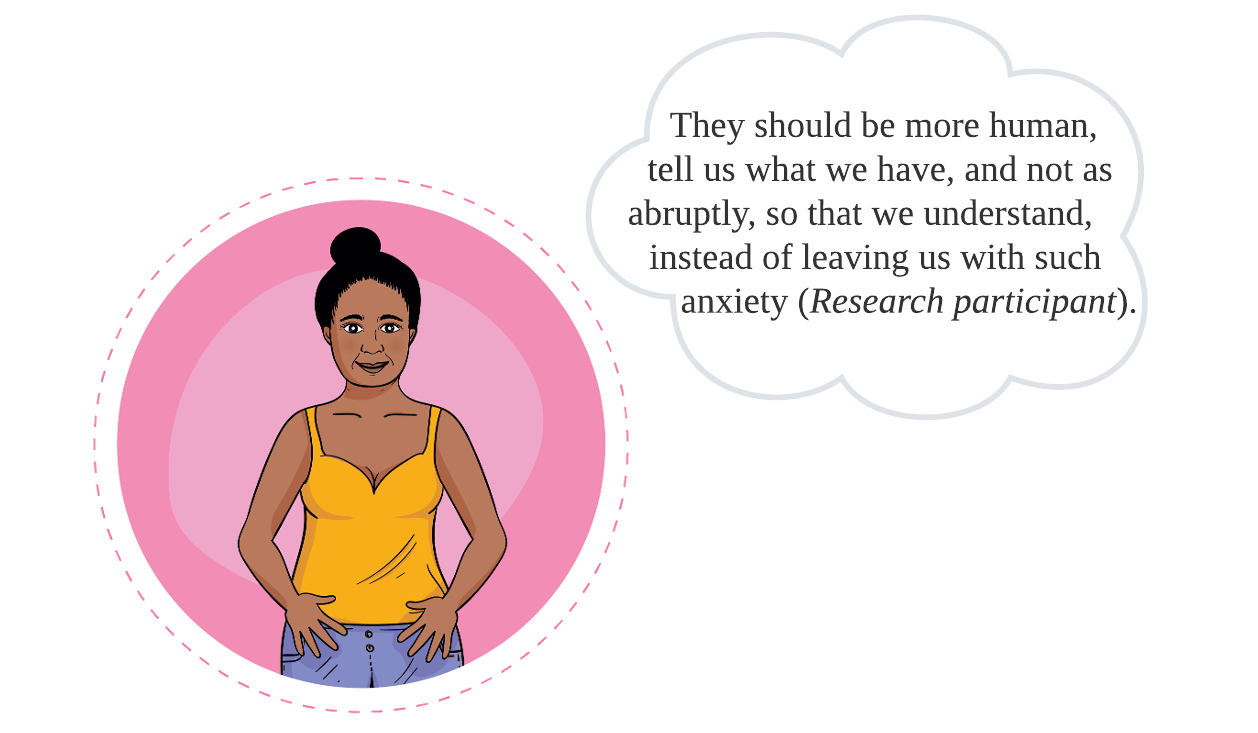 They should be more human,
tell us what we have, and not as
abruptly, so that we understand,
instead of leaving us with such
anxiety (Research participant).